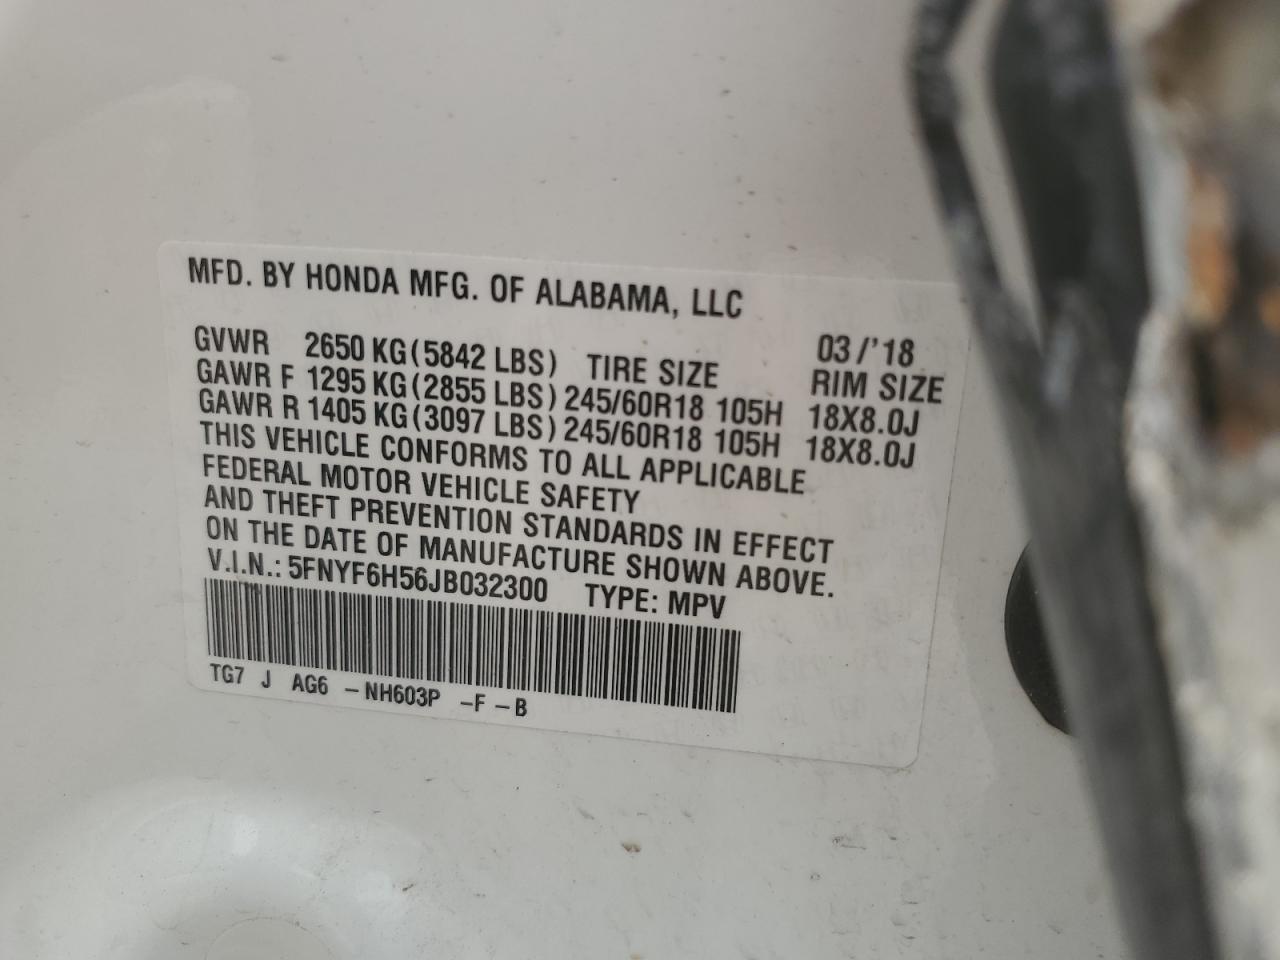 MFD. BY HONDA MFG. OF ALABAMA, LLC
03/'18
GVWR 2650 KG(5842 LBS) TIRE SIZE RIM SIZE
GAWR F 1295 KG(2855 LBS) 245/60R18 105H 18X8.0J
GAWR R 1405 KG(3097 LBS) 245/60R18 105H 18X8.0J
THIS VEHICLE CONFORMS TO ALL APPLICABLE
FEDERAL MOTOR VEHICLE SAFETY
AND THEFT PREVENTION STANDARDS IN EFFECT
ON THE DATE OF MANUFACTURE SHOWN ABOVE.
V.I.N.: 5FNYF6H56JB032300 TYPE: MPV
TG7 J AG6 -NH603P -F-B